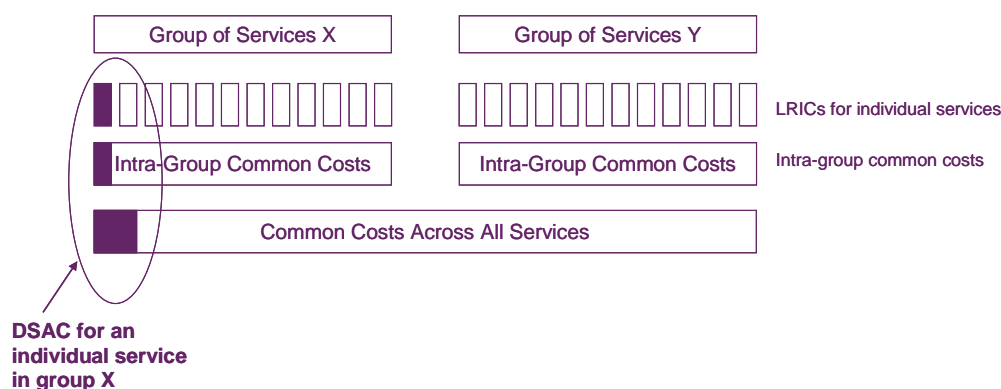 Group of Services X
Group of Services Y
LRICs for individual services
Intra-Group Common Costs
Intra-Group Common Costs
Intra-group common costs
Common Costs Across All Services
DSAC for an
individual service
in group X